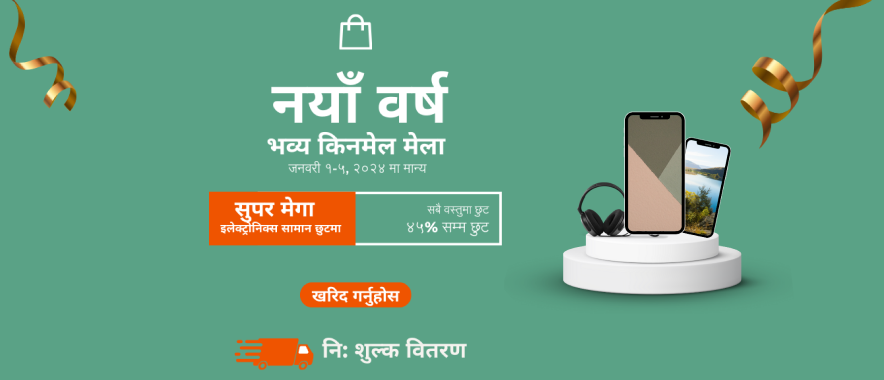 नयाँ वर्ष
भव्य किनमेल मेला
जनवरी १-५, २०२४ मा मान्य
सुपर मेगा
इलेक्ट्रोनिक्स सामान छुटमा
सबै वस्तुमा छुट
४५% सम्म छुट
खरिद गर्नुहोस
नि: शुल्क वितरण